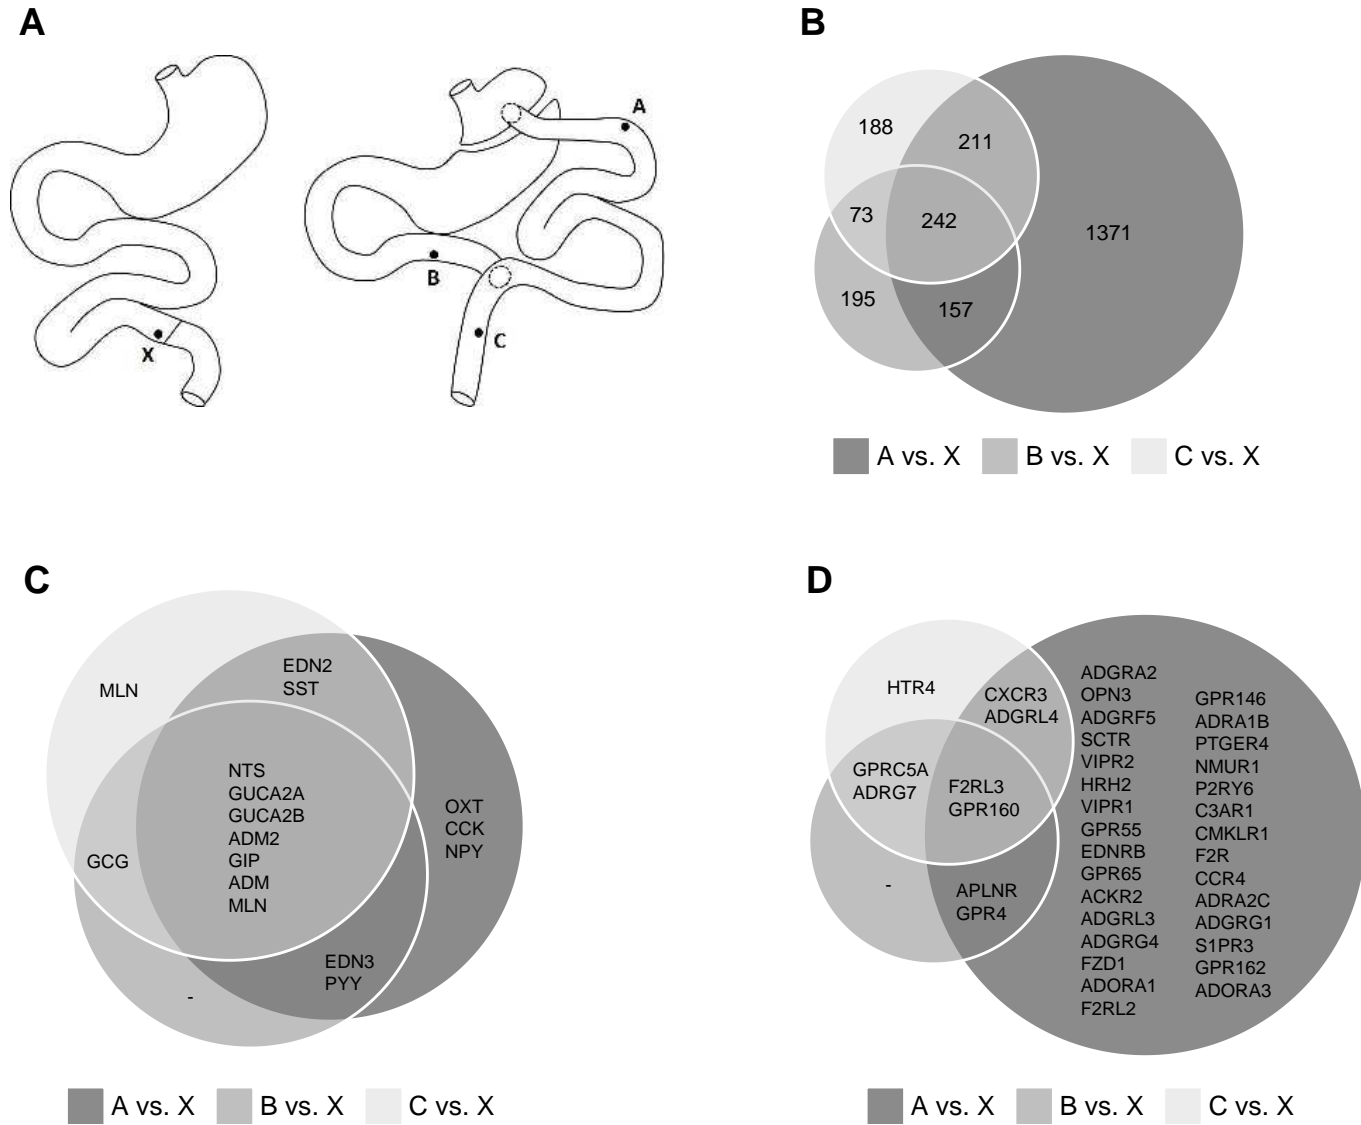 A
A
B
C
X
B
188
211
73
242
1371
195
157
A vs. X
B vs. X
C vs. X
C
MLN
EDN2
SST
NTS
GUCA2A
GUCA2B
ADM2
GIP
ADM
MLN
OXT
CCK
NPY
GCG
EDN3
PYY
-
A vs. X
B vs. X
C vs. X
D
HTR4
CXCR3
ADGRL4
GPRC5A
ADRG7
F2RL3
GPR160
-
APLNR
GPR4
ADGRA2
OPN3
ADGRF5
SCTR
VIPR2
HRH2
VIPR1
GPR55
EDNRB
GPR65
ACKR2
ADGRL3
ADGRG4
FZD1
ADORA1
F2RL2
GPR146
ADRA1B
PTGER4
NMUR1
P2RY6
C3AR1
CMKLR1
F2R
CCR4
ADRA2C
ADGRG1
S1PR3
GPR162
ADORA3
A vs. X
B vs. X
C vs. X